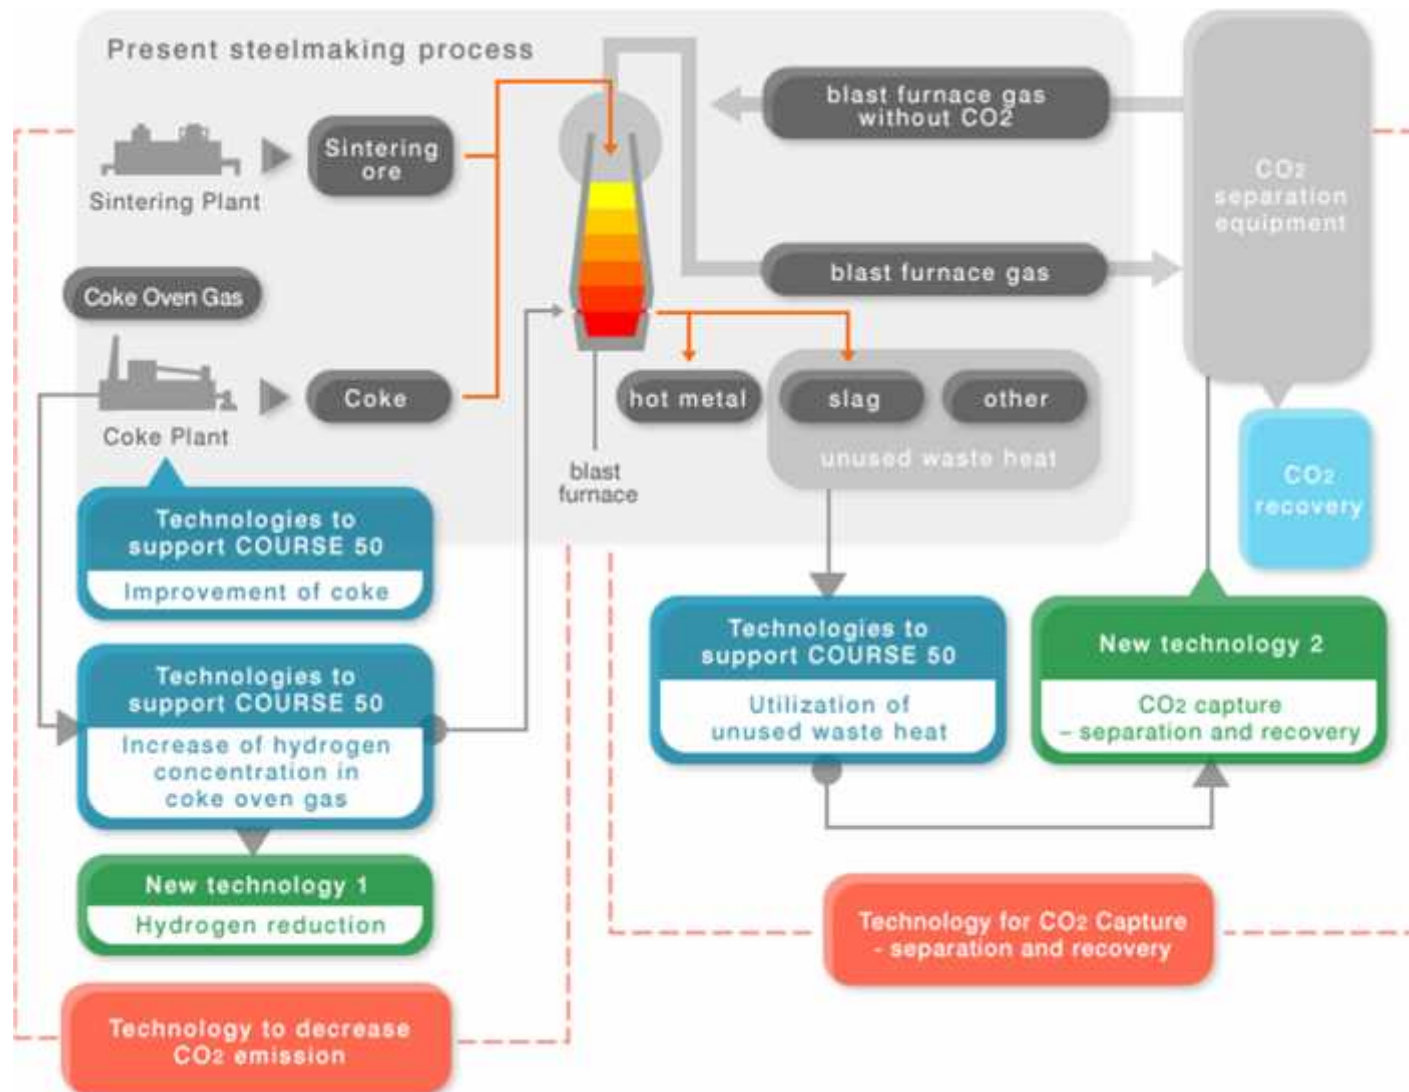 Present steelmaking process
blast furnace gas
without CO2
Sintering
ore
Sintering Plant
CO2
separation
equipment
Coke Oven Gas
blast furnace gas
Coke
Coke Plant
hot metal
slag
other
unused waste heat
blast
furnace
CO2
recovery
Technologies to
support COURSE 50
Improvement of coke
Technologies to
support COURSE 50
Increase of hydrogen
concentration in
coke oven gas
New technology 1
Hydrogen reduction
Technology to decrease
CO2 emission
Technologies to
support COURSE 50
Utilization of
unused waste heat
New technology 2
CO2 capture
– separation and recovery
Technology for CO2 Capture
- separation and recovery